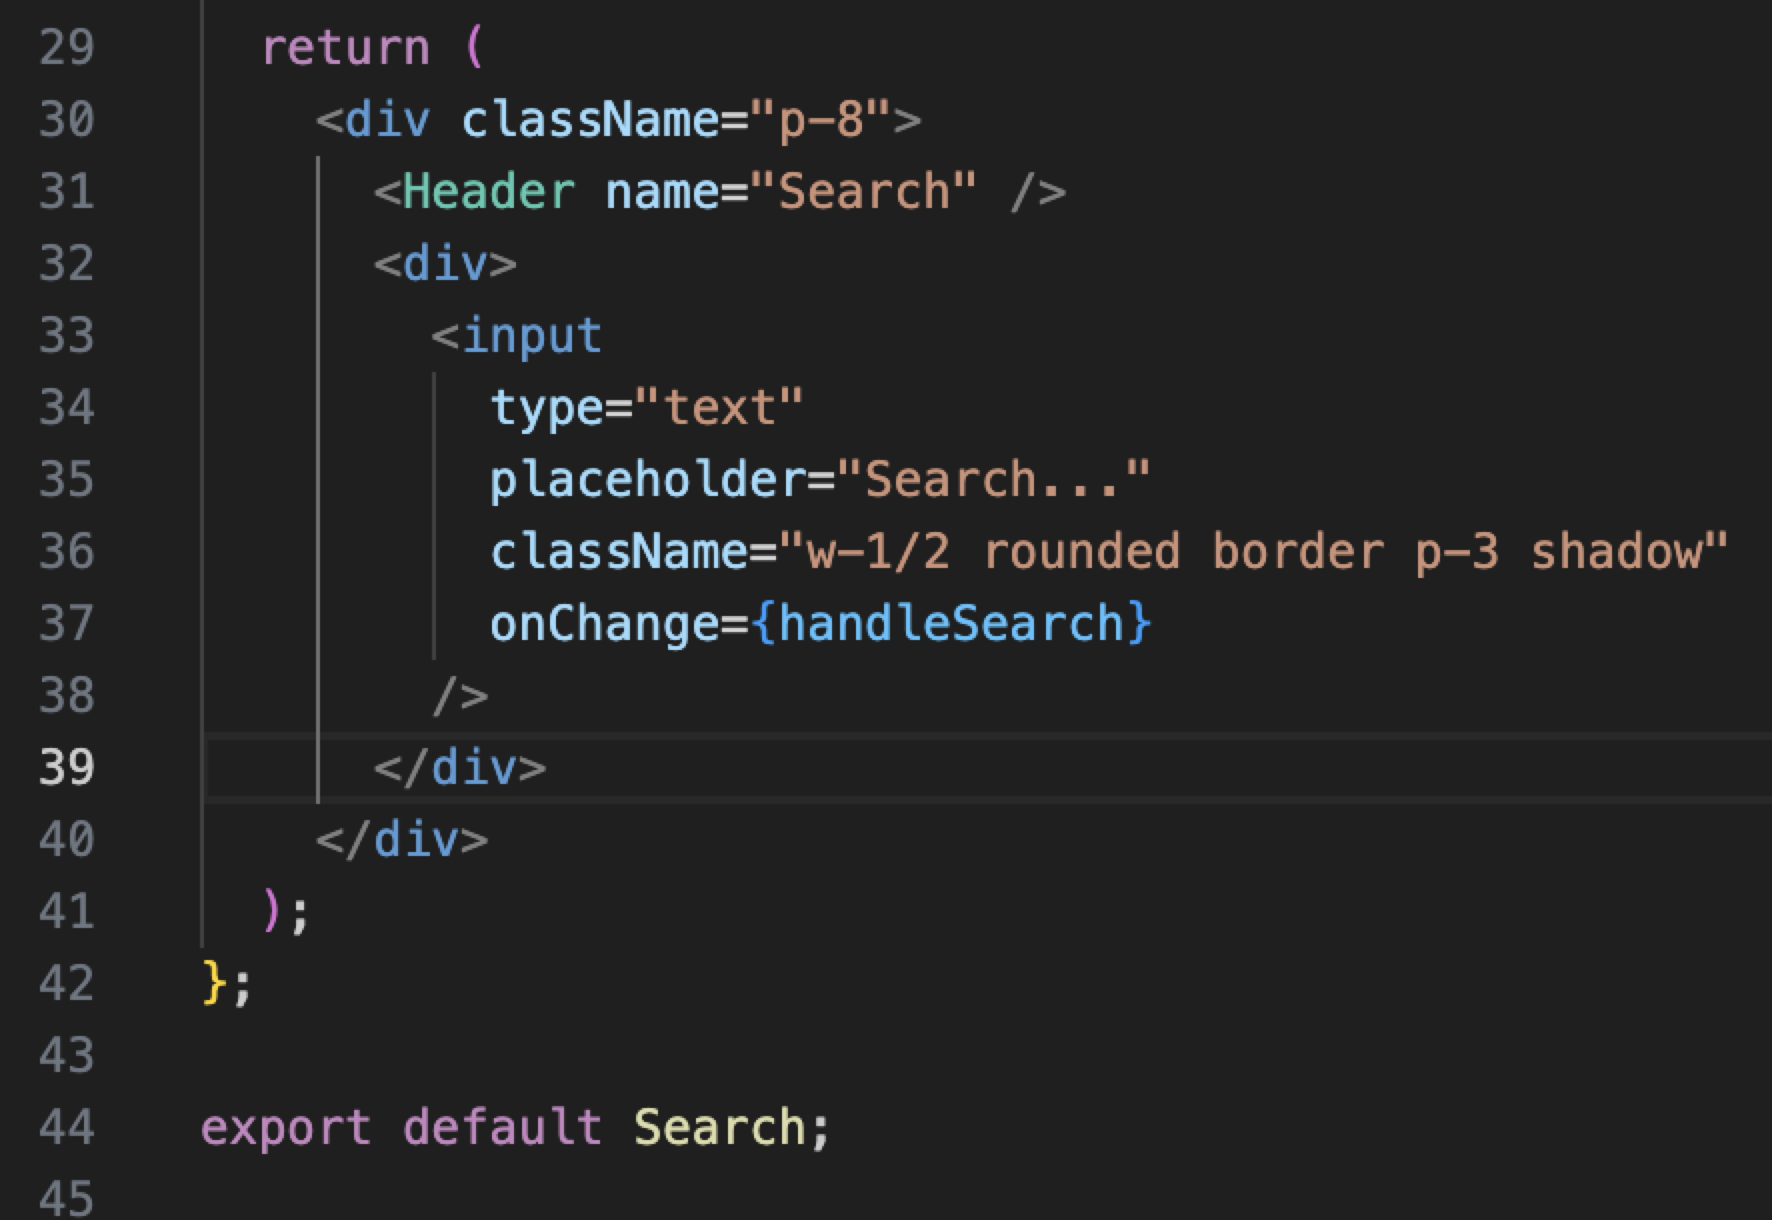 29 return (
30 <div className="p-8">
31 <Header name="Search" />
32 <div>
33 <input
34 type="text"
35 placeholder="Search..."
36 className="w-1/2 rounded border p-3 shadow"
37 onChange={handleSearch}
38 />
39 </div>
40 </div>
41 );
42 };
43
44 export default Search;
45